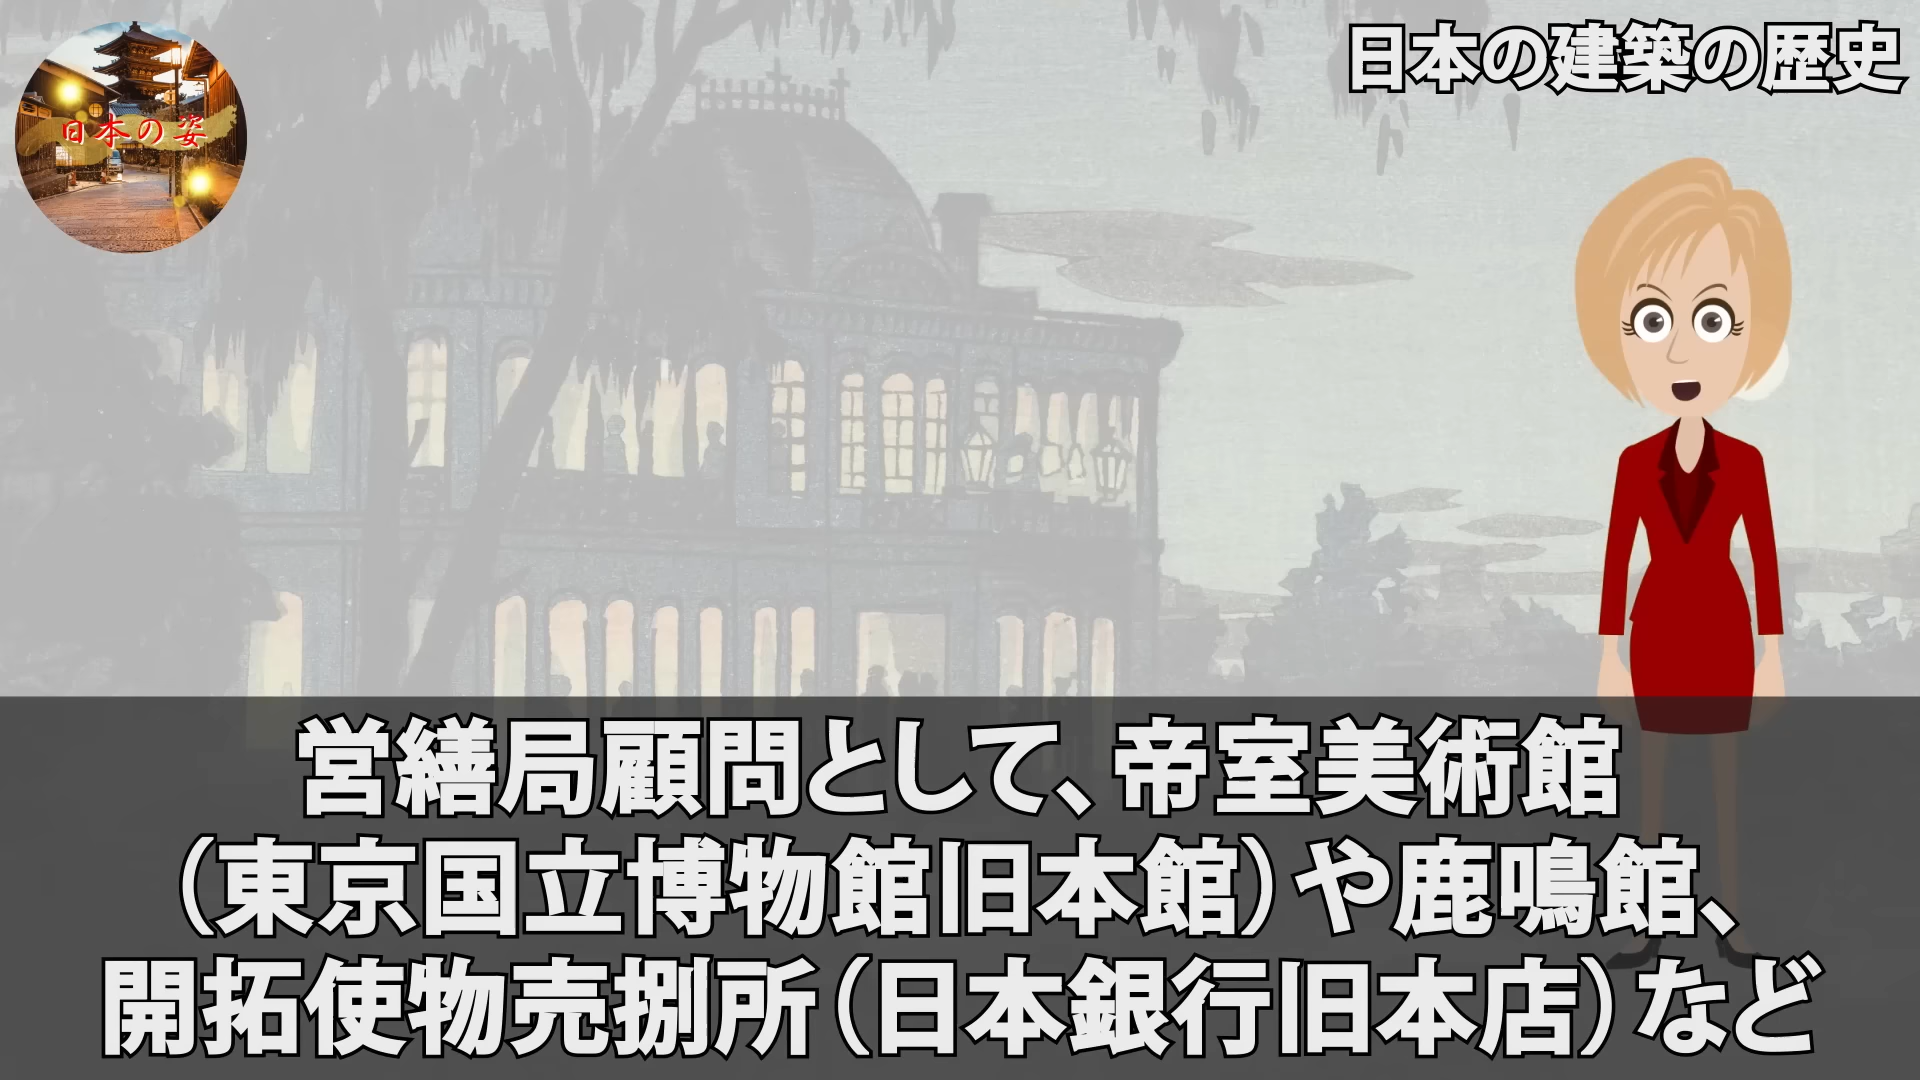 日本の姿
日本の建築の歴史
営繕局顧問として、帝室美術館
（東京国立博物館旧本館）や鹿鳴館、
開拓使物売捌所（日本銀行旧本店）など